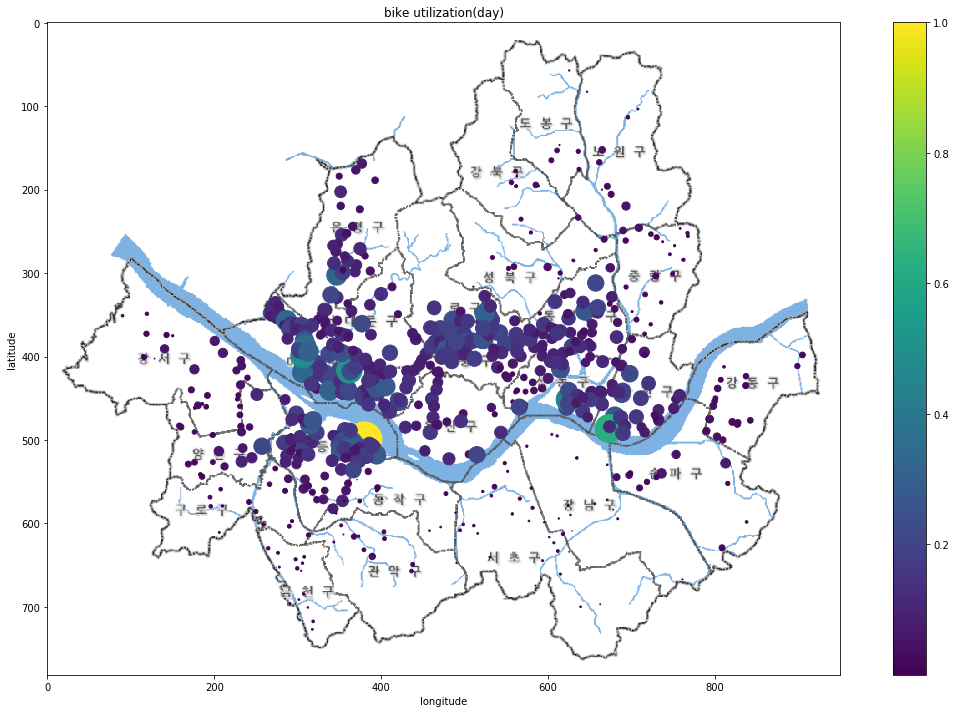 bike utilization(day)
0
100
200
300
400
500
600
700
latitude
0
200
400
600
800
longitude
1.0
0.8
0.6
0.4
0.2
도 봉 구
노 원 구
강 북 구
은 평 구
성 북 구
중 랑 구
강 서 구
강 동 구
송 파 구
동 작 구
강 남 구
구 로 구
서 초 구
관 악 구
금 천 구